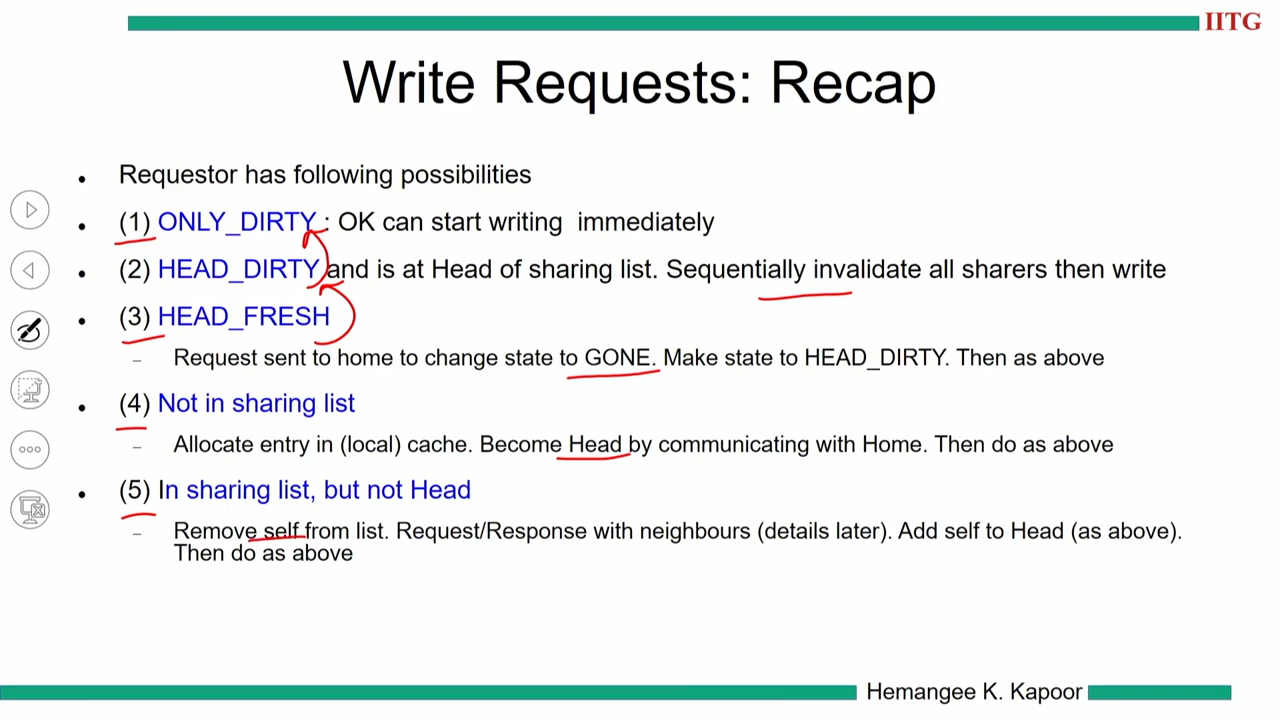 IITG
Write Requests: Recap
• Requestor has following possibilities
• (1) ONLY_DIRTY : OK can start writing immediately
• (2) HEAD_DIRTY and is at Head of sharing list. Sequentially invalidate all sharers then write
• (3) HEAD_FRESH
– Request sent to home to change state to GONE. Make state to HEAD_DIRTY. Then as above
• (4) Not in sharing list
– Allocate entry in (local) cache. Become Head by communicating with Home. Then do as above
• (5) In sharing list, but not Head
– Remove self from list. Request/Response with neighbours (details later). Add self to Head (as above).
Then do as above
Hemangee K. Kapoor